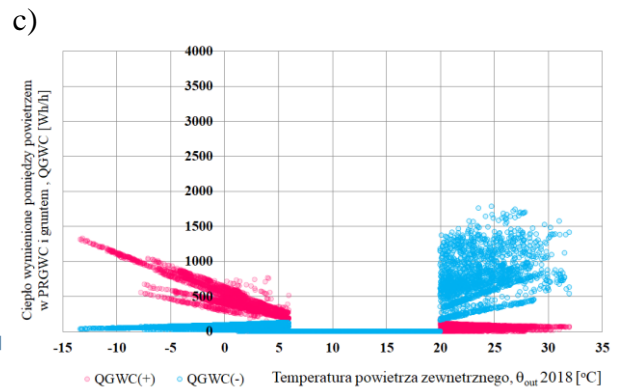 c)
Ciepło wymienione pomiędzy powietrzem
w PRGWC i gruntem , QGWC [Wh/h]
4000
3500
3000
2500
2000
1500
1000
500
0
-15 -10 -5 0 5 10 15 20 25 30 35
QGWC(+) QGWC(-) Temperatura powietrza zewnetrznego, θout 2018 [ºC]